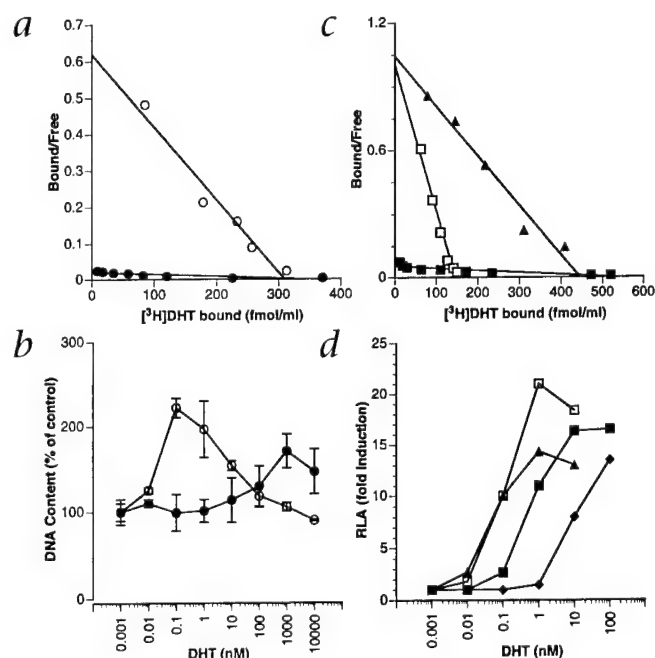 a
0.7
0.6
0.5
0.4
0.3
0.2
0.1
0
Bound/Free
0 100 200 300 400
[³H]DHT bound (fmol/ml)
c
1.2
0.6
0
Bound/Free
0 100 200 300 400 500 600
[³H]DHT bound (fmol/ml)
b
300
200
100
0
DNA Content (% of control)
0.001 0.01 0.1 1 10 100 1000 10000
DHT (nM)
d
25
20
15
10
5
0
RLA (fold Induction)
0.001 0.01 0.1 1 10 100
DHT (nM)